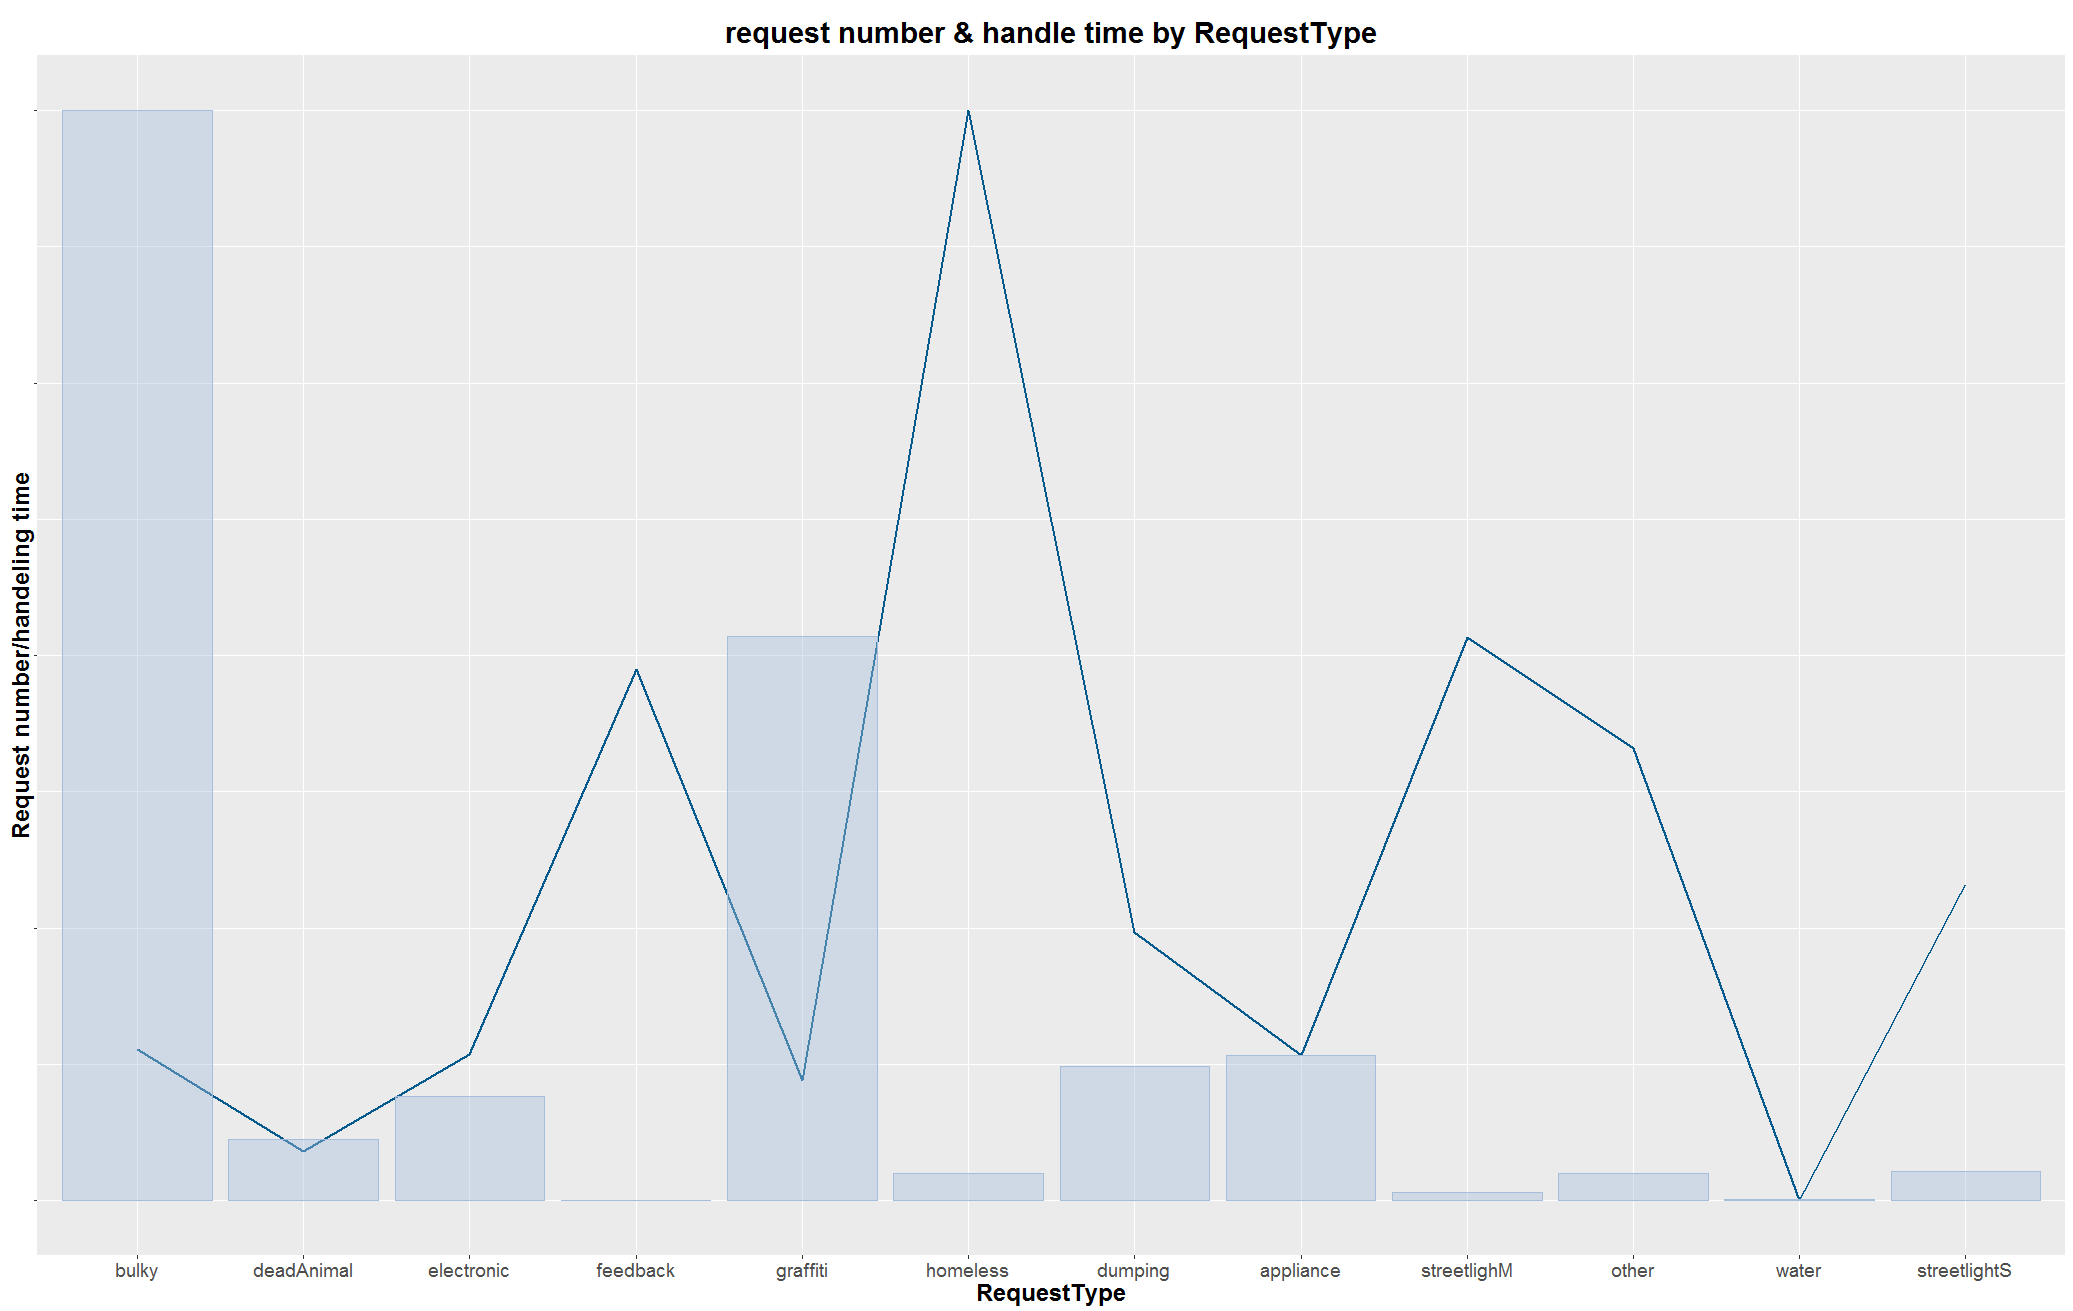 request number & handle time by RequestType
Request number/handeling time
bulky deadAnimal electronic feedback graffiti homeless dumping appliance streetlighM other water streetlightS
RequestType